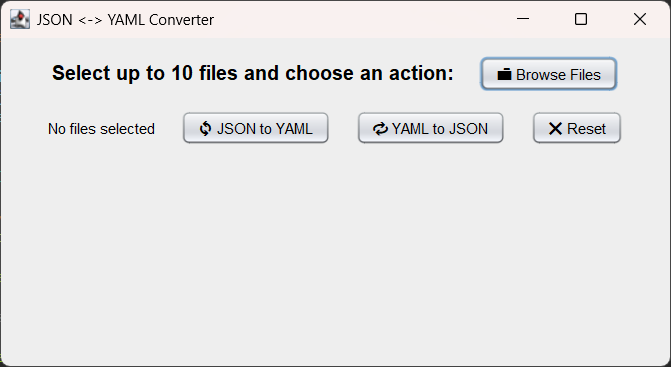 JSON <-> YAML Converter
Select up to 10 files and choose an action: Browse Files
No files selected JSON to YAML YAML to JSON Reset